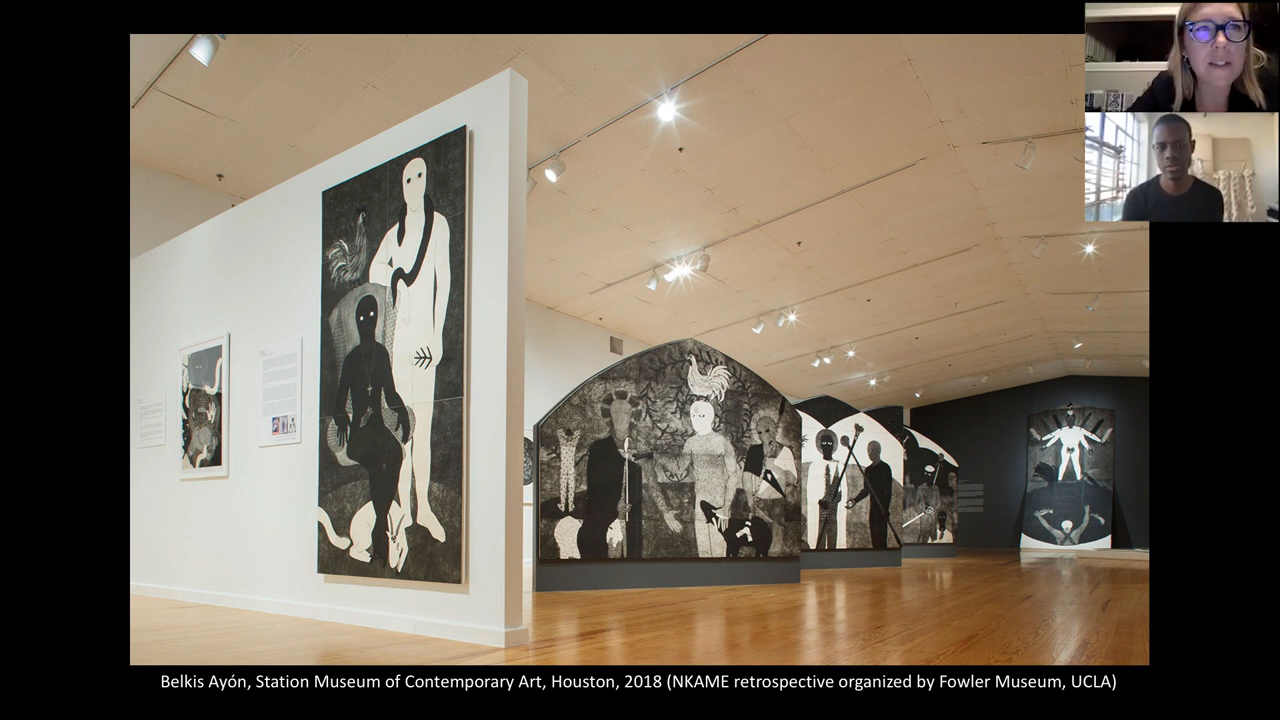 Belkis Ayón, Station Museum of Contemporary Art, Houston, 2018 (NKAME retrospective organized by Fowler Museum, UCLA)